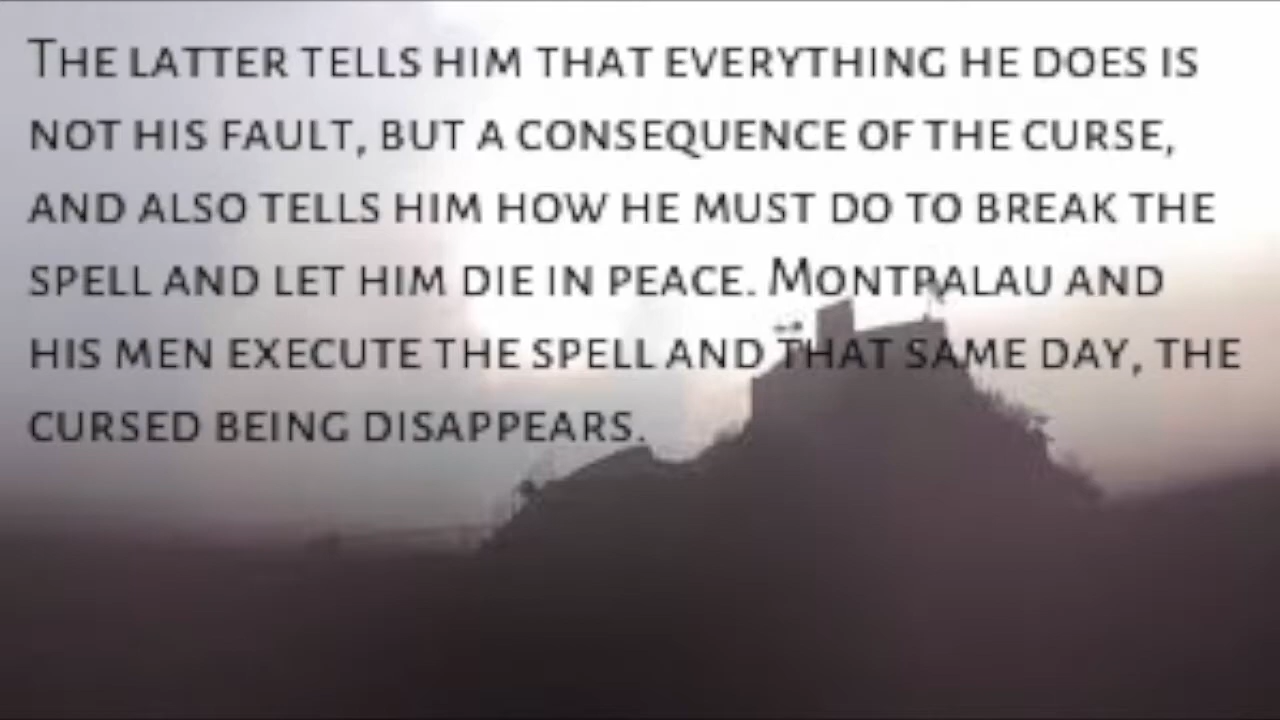 The latter tells him that everything he does is
not his fault, but a consequence of the curse,
and also tells him how he must do to break the
spell and let him die in peace. Montpalau and
his men execute the spell and that same day, the
cursed being disappears.